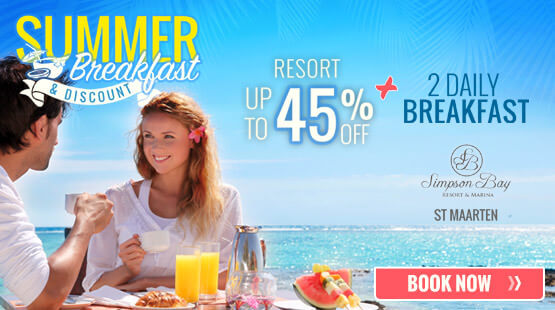 SUMMER
Breakfast
& DISCOUNT
RESORT
UP TO 45% OFF
+
2 DAILY
BREAKFAST
SB
Simpson Bay
RESORT & MARINA
ST MAARTEN
BOOK NOW »